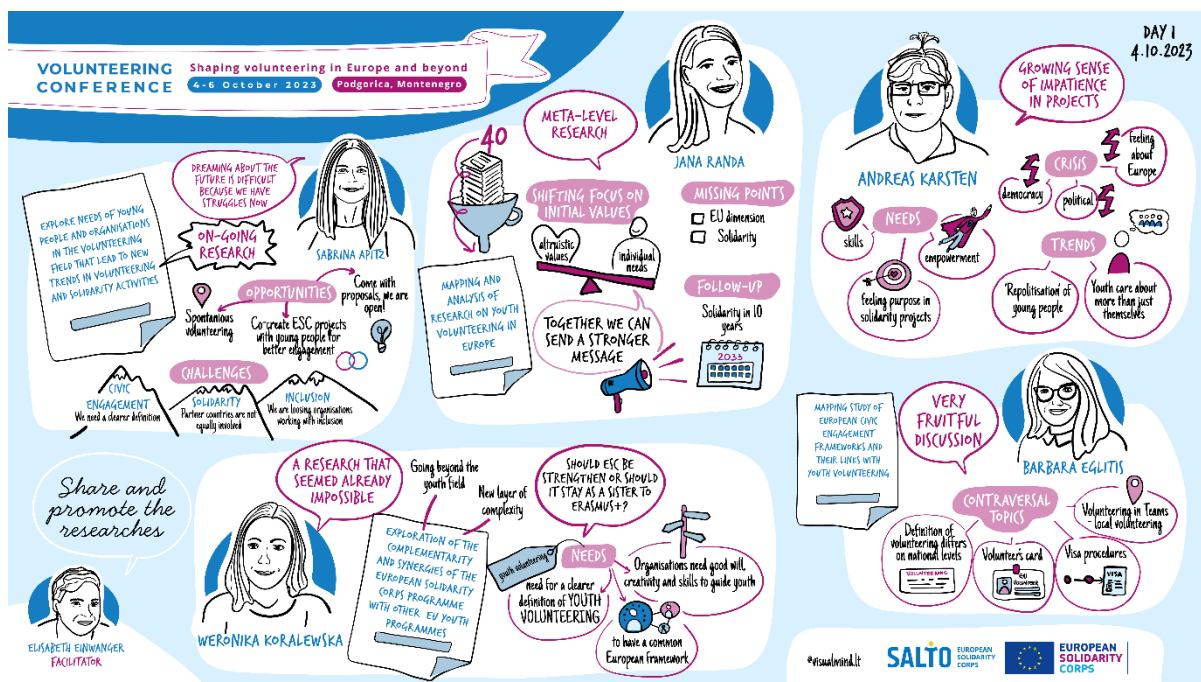 VOLUNTEERING
CONFERENCE
Shaping volunteering in Europe and beyond
4-6 October 2023
Podgorica, Montenegro
DAY 1
4.10.2023
DREAMING ABOUT THE
FUTURE IS DIFFICULT
BECAUSE WE HAVE
STRUGGLES NOW
SABRINA APITZ
EXPLORE NEEDS OF YOUNG
PEOPLE AND ORGANISATIONS
IN THE VOLUNTEERING
FIELD THAT LEAD TO NEW
TRENDS IN VOLUNTEERING
AND SOLIDARITY ACTIVITIES
ON-GOING
RESEARCH
OPPORTUNITIES
Spontanious
volunteering
Co-create ESC projects
with young people for
better engagement
Come with
proposals, we are
open!
CHALLENGES
CIVIC
ENGAGEMENT
We need a clearer definition
SOLIDARITY
Partner countries are not
equally involved
INCLUSION
We are loosing organisations
working with inclusion
40
META-LEVEL
RESEARCH
JANA RANDA
SHIFTING FOCUS ON
INITIAL VALUES
altruistic
values
individual
needs
MAPPING AND
ANALYSIS OF
RESEARCH ON YOUTH
VOLUNTEERING IN
EUROPE
TOGETHER WE CAN
SEND A STRONGER
MESSAGE
MISSING POINTS
EU dimension
Solidarity
FOLLOW-UP
Solidarity in 10
years
2033
ANDREAS KARSTEN
GROWING SENSE
OF IMPATIENCE
IN PROJECTS
NEEDS
skills
empowerment
feeling purpose in
solidarity projects
CRISIS
democracy
political
feeling
about
Europe
TRENDS
'Repolitisation' of
young people
Youth care about
more than just
themselves
Share and
promote the
researches
ELISABETH EINWANGER
FACILITATOR
A RESEARCH THAT
SEEMED ALREADY
IMPOSSIBLE
WERONIKA KORALEWSKA
Going beyond
the youth field
New layer of
complexity
EXPLORATION OF THE
COMPLEMENTARITY
AND SYNERGIES OF THE
EUROPEAN SOLIDARITY
CORPS PROGRAMME
WITH OTHER EU YOUTH
PROGRAMMES
SHOULD ESC BE
STRENGTHEN OR SHOULD
IT STAY AS A SISTER TO
ERASMUS+?
youth volunteering
NEEDS
need for a clearer
definition of YOUTH
VOLUNTEERING
Organisations need good will,
creativity and skills to guide youth
to have a common
European framework
MAPPING STUDY OF
EUROPEAN CIVIC
ENGAGEMENT
FRAMEWORKS AND
THEIR LINKS WITH
YOUTH VOLUNTEERING
VERY
FRUITFUL
DISCUSSION
BARBARA EGLITIS
CONTRAVERSAL
TOPICS
Definition of
volunteering differs
on national levels
VOLUNTEERING
Volunteer's card
EU
VOLUNTEER
Volunteering in Teams
- local volunteering
Visa procedures
VISA
@visualmind.lt
SALTO
EUROPEAN
SOLIDARITY
CORPS
EUROPEAN
SOLIDARITY
CORPS